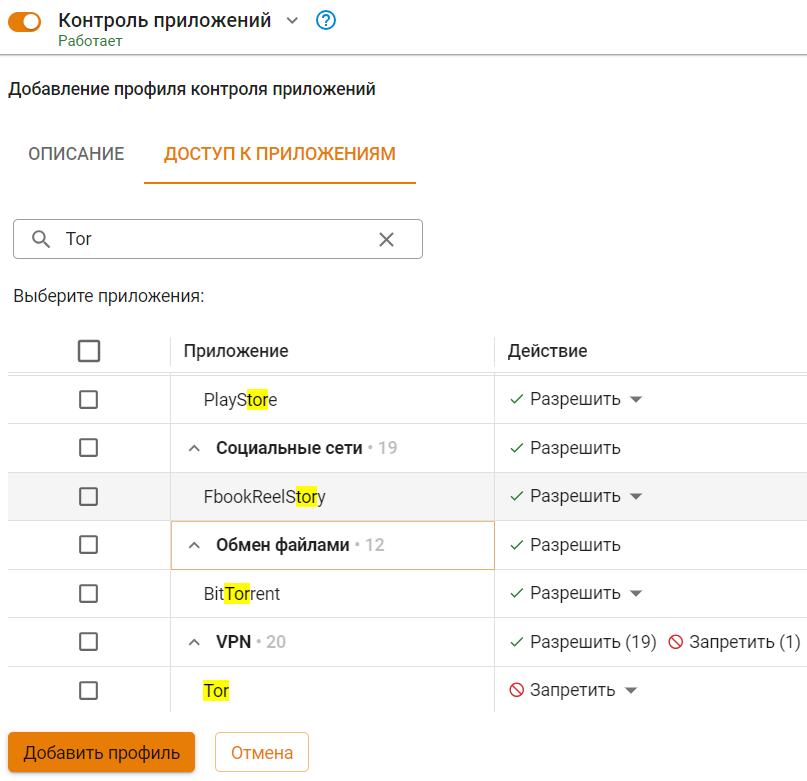 Контроль приложений
Работает
Добавление профиля контроля приложений
ОПИСАНИЕ ДОСТУП К ПРИЛОЖЕНИЯМ
Tor
Выберите приложения:
Приложение Действие
PlayStore Разрешить
Социальные сети • 19 Разрешить
FbookReelStory Разрешить
Обмен файлами • 12 Разрешить
BitTorrent Разрешить
VPN • 20 Разрешить (19) Запретить (1)
Tor Запретить
Добавить профиль Отмена